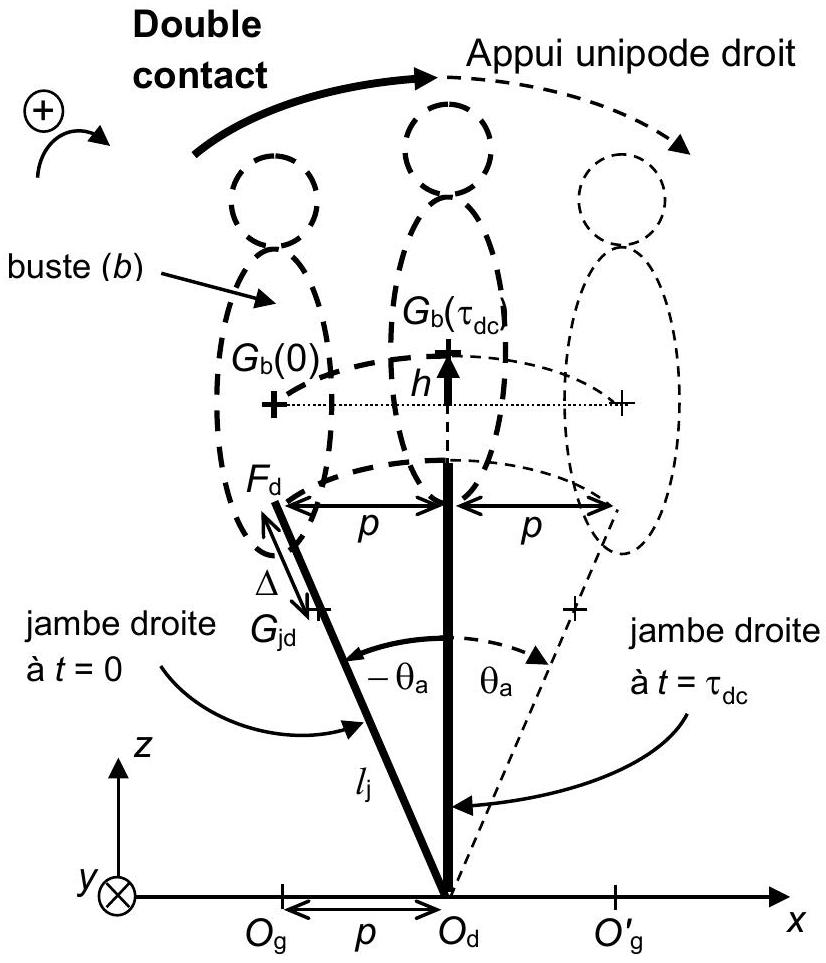 Double
contact
Appui unipode droit
+
buste (b)
G_b(τ_dc)
G_b(0)
h
F_d
p
p
Δ
G_jd
jambe droite
à t = 0
jambe droite
à t = τ_dc
– θ_a
θ_a
z
l_j
y
x
O_g
p
O_d
O'_g